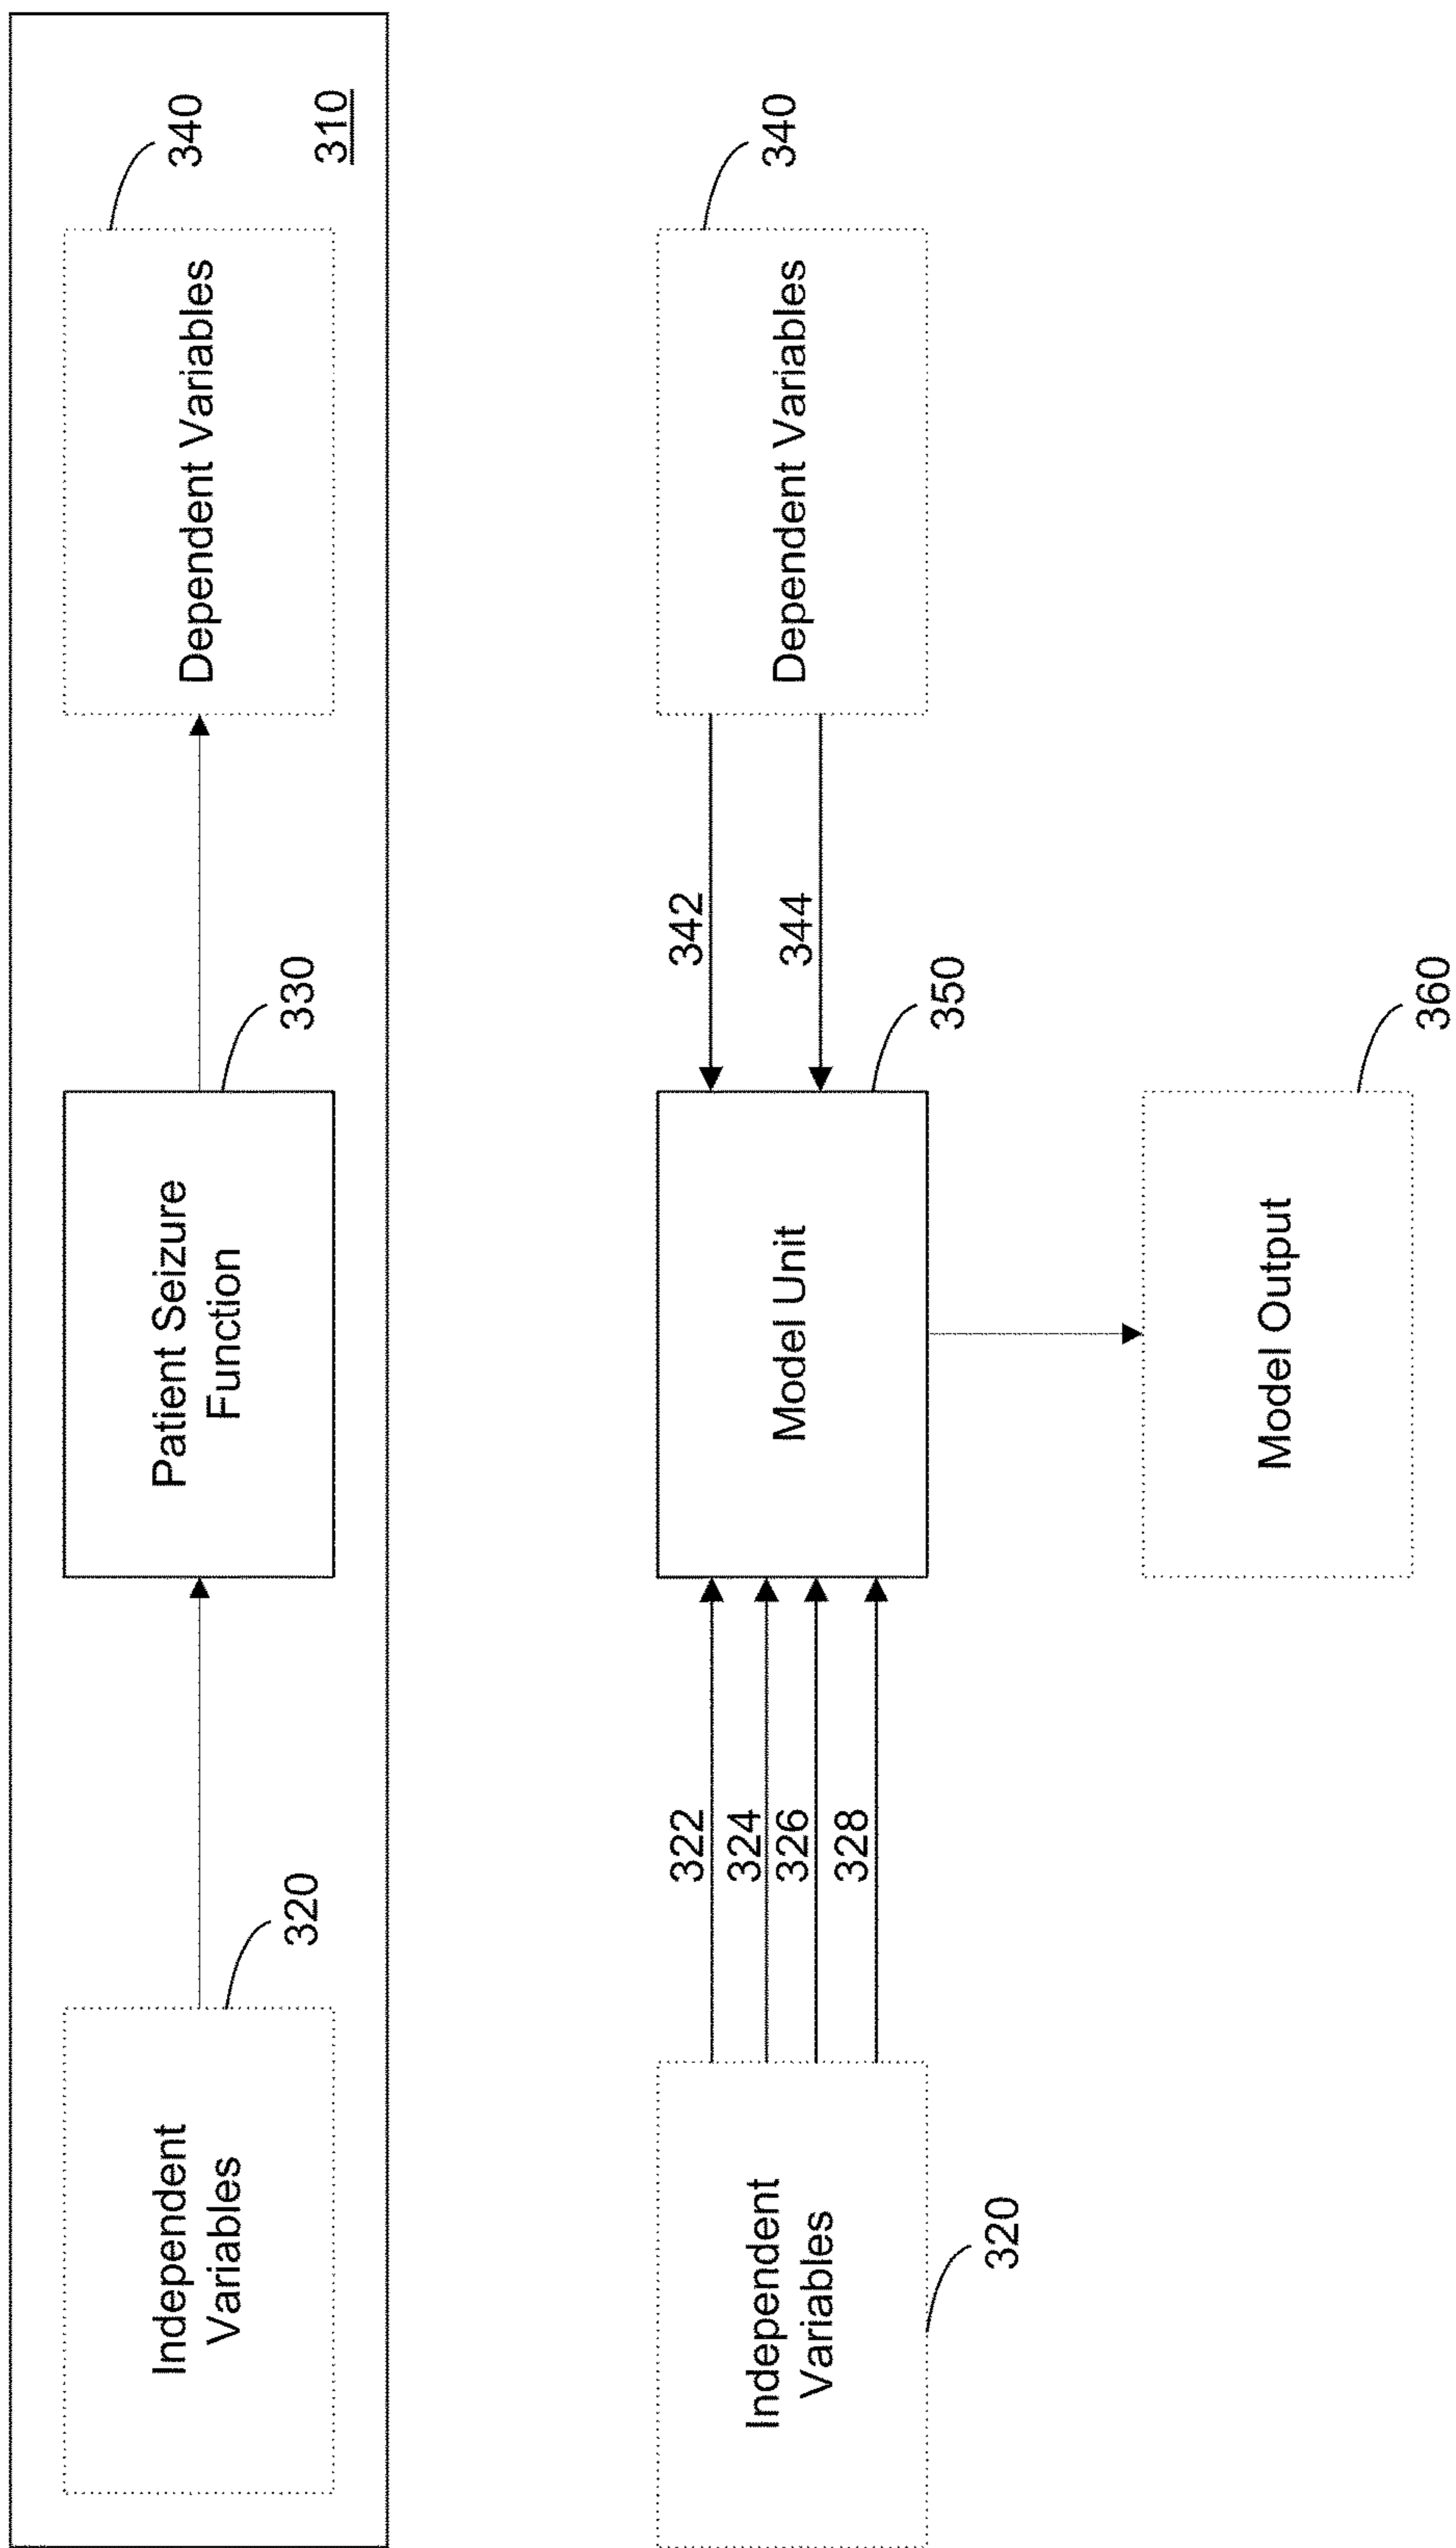 Independent
Variables
320
Patient Seizure
Function
330
Dependent Variables
340
310
Independent
Variables
320
322
324
326
328
Model Unit
350
342
344
Dependent Variables
340
Model Output
360